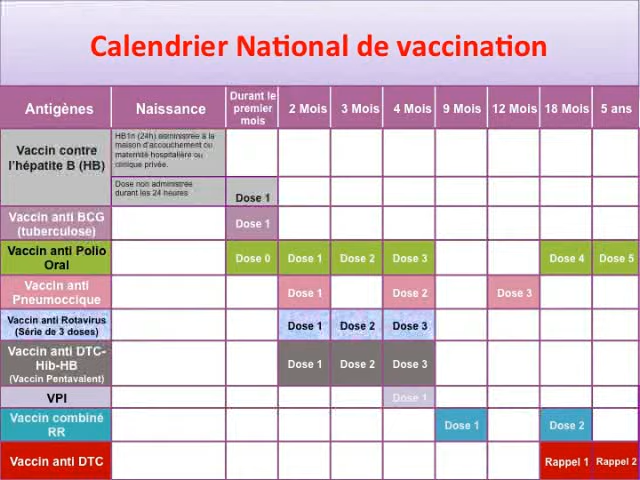 Calendrier National de vaccination
Antigènes Naissance Durant le premier mois 2 Mois 3 Mois 4 Mois 9 Mois 12 Mois 18 Mois 5 ans
Vaccin contre
l'hépatite B (HB)
HB1n (24h) administrée à la
maison d'accouchement ou
maternité hospitalière ou
clinique privée.
Dose non administrée
durant les 24 heures
Dose 1
Vaccin anti BCG
(tuberculose)
Dose 1
Vaccin anti Polio
Oral
Dose 0 Dose 1 Dose 2 Dose 3 Dose 4 Dose 5
Vaccin anti
Pneumoccique
Dose 1 Dose 2 Dose 3
Vaccin anti Rotavirus
(Série de 3 doses)
Dose 1 Dose 2 Dose 3
Vaccin anti DTC-
Hib-HB
(Vaccin Pentavalent)
Dose 1 Dose 2 Dose 3
VPI Dose 1
Vaccin combiné
RR
Dose 1 Dose 2
Vaccin anti DTC Rappel 1 Rappel 2